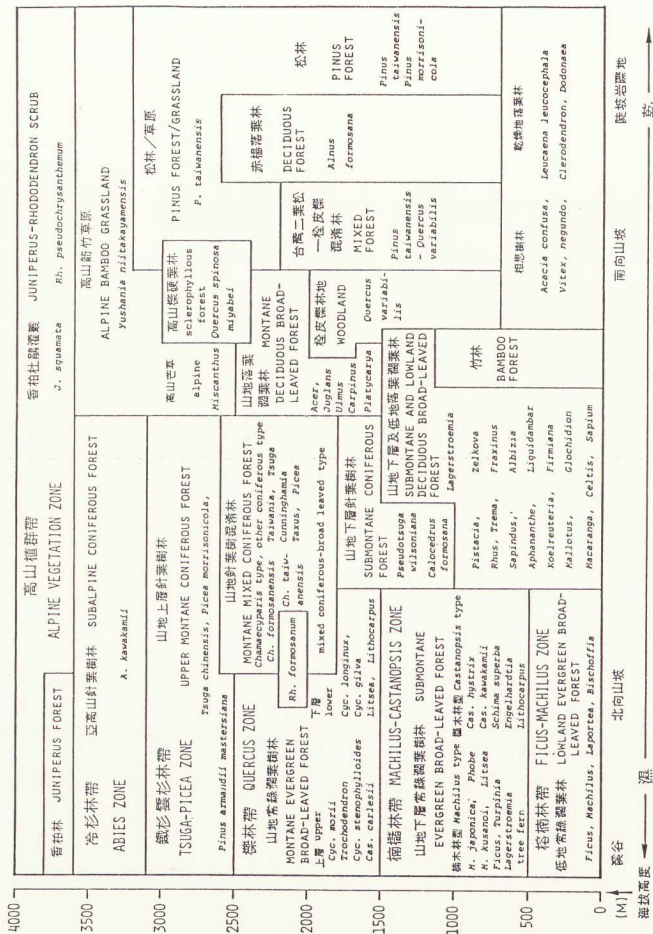 4000
3500
3000
2500
2000
1500
1000
500
0
(M)
海拔高度
高山植群帶
ALPINE VEGETATION ZONE
香柏杜鵑灌叢 JUNIPERUS-RHODODENDRON SCRUB
J. squamata Rh. pseudochrysanthemum
香柏林 JUNIPERUS FOREST
高山箭竹草原
ALPINE BAMBOO GRASSLAND
Yushania niitakayamensis
冷杉林帶
ABIES ZONE
亞高山針葉樹林 SUBALPINE CONIFEROUS FOREST
A. kawakamii
鐵杉雲杉林帶
TSUGA-PICEA ZONE
山地上層針葉樹林
UPPER MONTANE CONIFEROUS FOREST
Tsuga chinensis, Picea morrisonicola,
Pinus armandii mastersiana
高山芒草
alpine
Miscanthus
高山櫟硬葉林
sclerophyllous
forest
Quercus spinosa
miyabei
松林／草原
PINUS FOREST/GRASSLAND
P. taiwanensis
櫟林帶 QUERCUS ZONE
山地常綠濶葉樹林
MONTANE EVERGREEN
BROAD-LEAVED FOREST
上層 upper
Cyc. morii
Trochodendron
Cyc. stenophylloides
Cas. carlesii
下層
lower
Cyc. longinux,
Cyc. gilva
Litsea, Lithocarpus
Rh. formosanum
山地針葉樹混淆林
MONTANE MIXED CONIFEROUS FOREST
Chamaecyparis type, other coniferous type
Ch. formosanensis Taiwania, Tsuga
Ch. taiw- Cunninghamia
anensis Taxus, Picea
mixed coniferous-broad leaved type
山地落葉
濶葉林
MONTANE
DECIDUOUS BROAD-
LEAVED FOREST
Acer,
Juglans
Ulmus
Carpinus
Platycarya
栓皮櫟林地
WOODLAND
Quercus variabi-
lis
台灣二葉松
—栓皮櫟
混淆林
MIXED
FOREST
Pinus
taiwanensis
- Quercus
variabilis
赤楊落葉林
DECIDUOUS
FOREST
Alnus
formosana
松林
PINUS
FOREST
Pinus
taiwanensis
Pinus
morrisoni-
cola
山地下層針葉樹林
SUBMONTANE CONIFEROUS
FOREST
Pseudotsuga
wilsoniana
Calocedrus
formosana
山地下層及低地落葉濶葉林
SUBMONTANE AND LOWLAND
DECIDUOUS BROAD-LEAVED
FOREST
Lagerstroemia
Pistacia, Zelkova
Rhus, Trema, Fraxinus
Sapindus, Albizia
Aphananthe, Liquidambar
Koelreuteria, Firmiana
Mallotus, Glochidion
Macaranga, Celtis, Sapium
竹林
BAMBOO
FOREST
楠櫧林帶 MACHILUS-CASTANOPSIS ZONE
山地下層常綠濶葉樹林 SUBMONTANE
EVERGREEN BROAD-LEAVED FOREST
楠木林型 Machilus type
M. japonica, Phobe
M. kusanoi, Litsea
Ficus, Turpinia
Lagerstroemia
tree fern
Castanopsis type
Cas. hystrix
Cas. kawakamii
Schima superba
Engelhardtia
Lithocarpus
榕楠林帶 FICUS-MACHILUS ZONE
低地常綠濶葉林 LOWLAND EVERGREEN BROAD-
LEAVED FOREST
Ficus, Machilus, Laportea, Bischoffia
相思樹林 乾燥地落葉林
Acacia confusa, Leucaena leucocephala
Vitex, negundo, Clerodendron, Dodonaea
溪谷 北向山坡 南向山坡 陡坡岩礫地
濕 乾